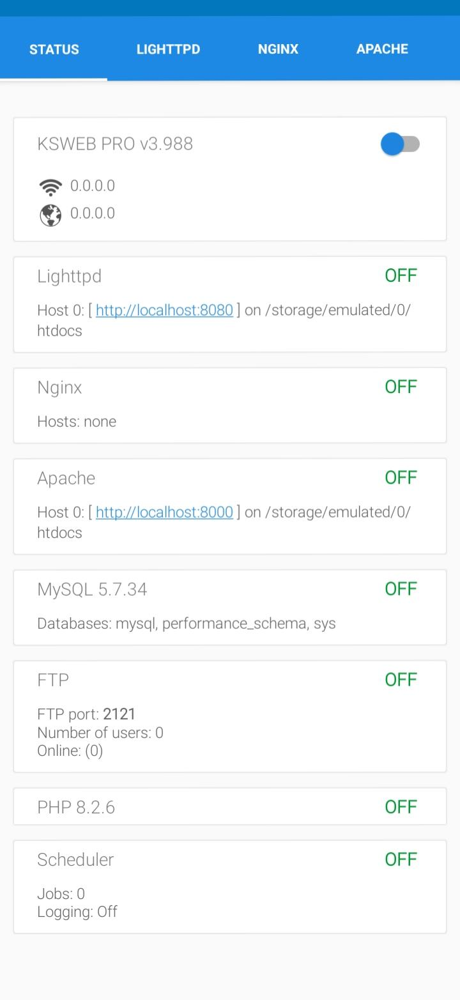 STATUS LIGHTTPD NGINX APACHE
KSWEB PRO v3.988
0.0.0.0
0.0.0.0
Lighttpd OFF
Host 0: [ http://localhost:8080 ] on /storage/emulated/0/
htdocs
Nginx OFF
Hosts: none
Apache OFF
Host 0: [ http://localhost:8000 ] on /storage/emulated/0/
htdocs
MySQL 5.7.34 OFF
Databases: mysql, performance_schema, sys
FTP OFF
FTP port: 2121
Number of users: 0
Online: (0)
PHP 8.2.6 OFF
Scheduler OFF
Jobs: 0
Logging: Off